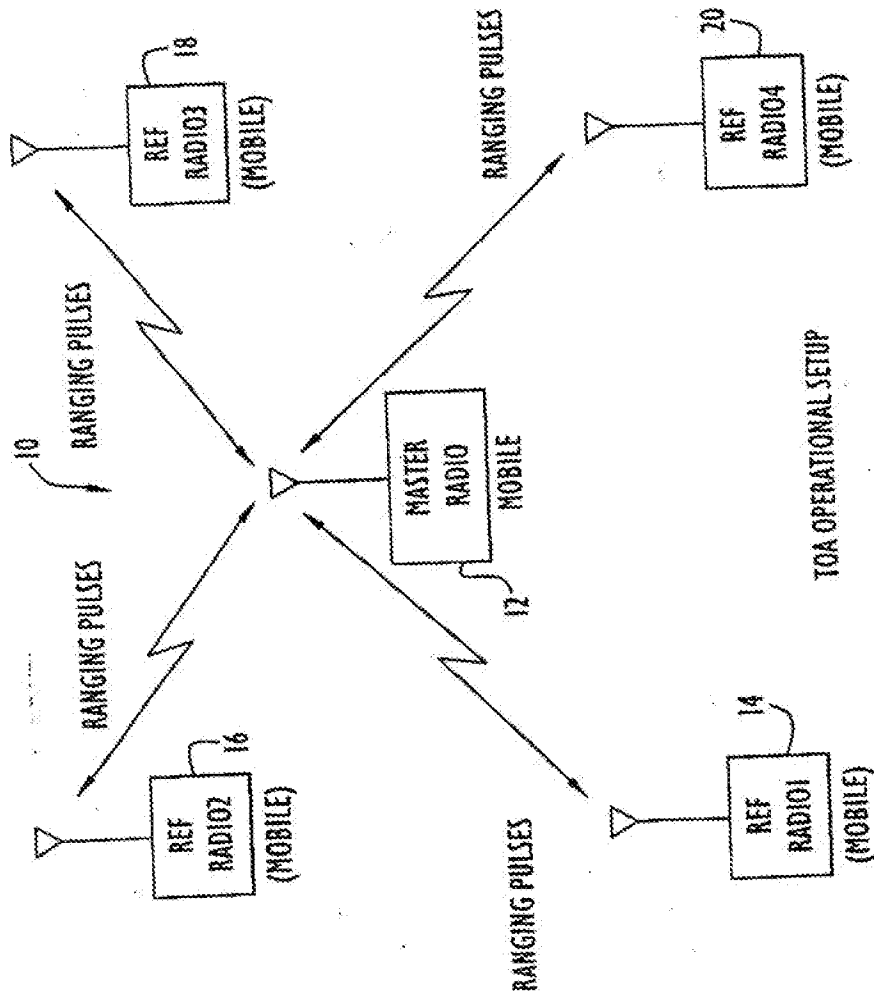 10
RANGING PULSES
RANGING PULSES
16
REF
RADIO2
(MOBILE)
18
REF
RADIO3
(MOBILE)
MASTER
RADIO
MOBILE
12
RANGING PULSES
RANGING PULSES
14
REF
RADIO1
(MOBILE)
20
REF
RADIO4
(MOBILE)
TOA OPERATIONAL SETUP